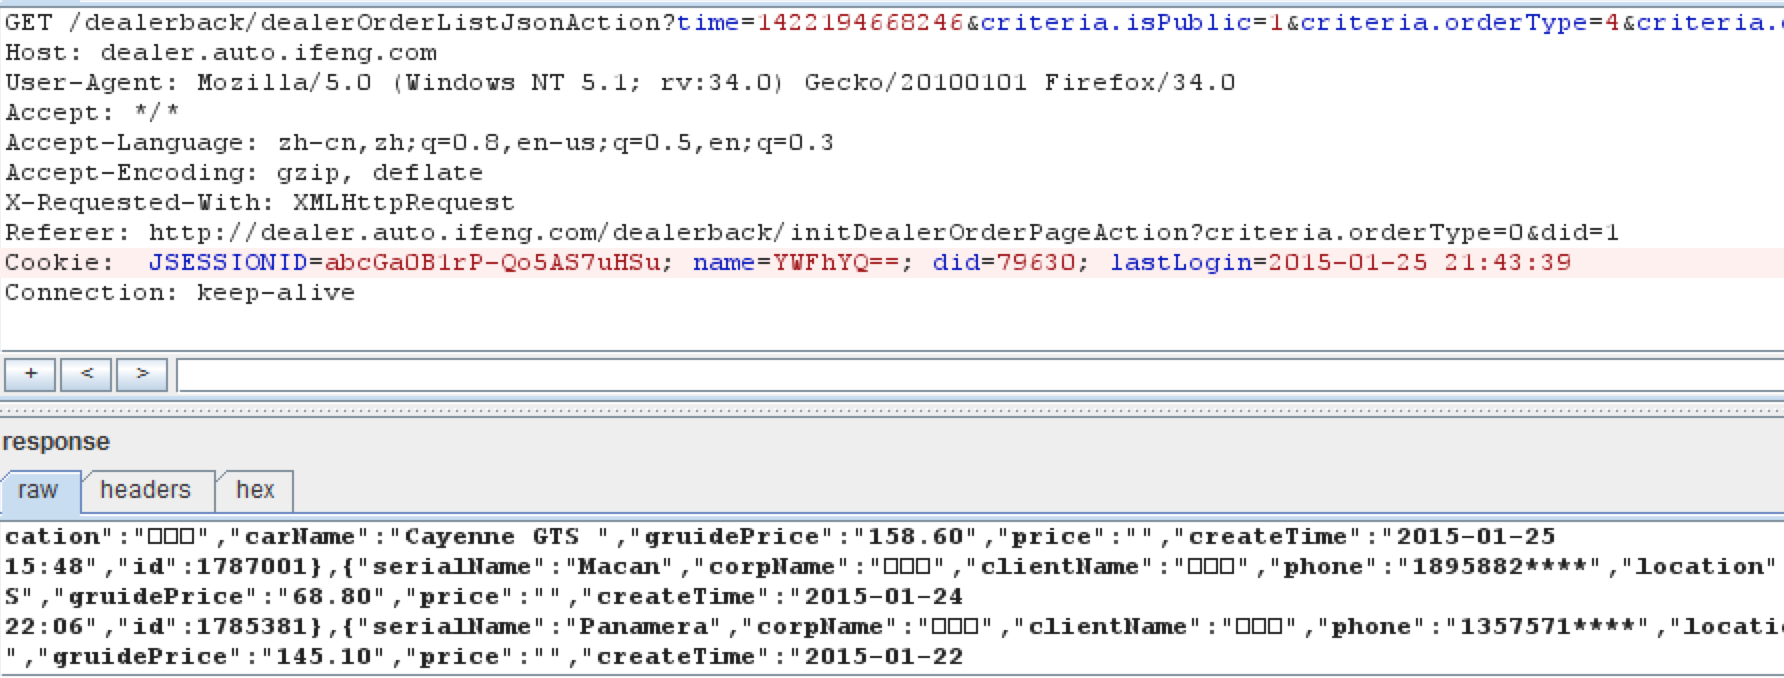 GET /dealerback/dealerOrderListJsonAction?time=1422194668246&criteria.isPublic=1&criteria.orderType=4&criteria.
Host: dealer.auto.ifeng.com
User-Agent: Mozilla/5.0 (Windows NT 5.1; rv:34.0) Gecko/20100101 Firefox/34.0
Accept: */*
Accept-Language: zh-cn,zh;q=0.8,en-us;q=0.5,en;q=0.3
Accept-Encoding: gzip, deflate
X-Requested-With: XMLHttpRequest
Referer: http://dealer.auto.ifeng.com/dealerback/initDealerOrderPageAction?criteria.orderType=0&did=1
Cookie: JSESSIONID=abcGaOB1rP-Qo5AS7uHSu; name=YWFhYQ==; did=79630; lastLogin=2015-01-25 21:43:39
Connection: keep-alive
+ < >
response
raw headers hex
cation":"□□□","carName":"Cayenne GTS ","gruidePrice":"158.60","price":"","createTime":"2015-01-25
15:48","id":1787001},{"serialName":"Macan","corpName":"□□□","clientName":"□□□","phone":"1895882****","location"
S","gruidePrice":"68.80","price":"","createTime":"2015-01-24
22:06","id":1785381},{"serialName":"Panamera","corpName":"□□□","clientName":"□□□","phone":"1357571****","locati
","gruidePrice":"145.10","price":"","createTime":"2015-01-22